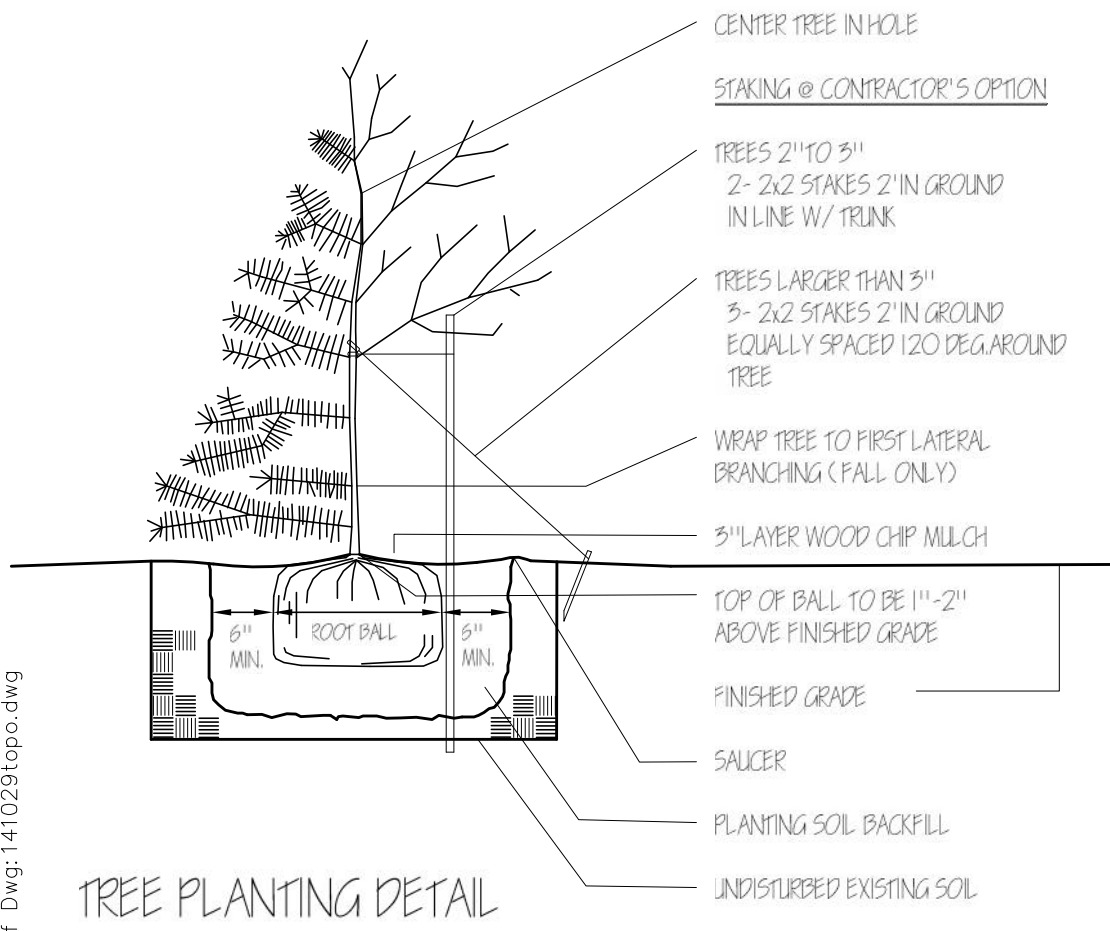 CENTER TREE IN HOLE
STAKING @ CONTRACTOR'S OPTION
TREES 2" TO 3"
2- 2x2 STAKES 2' IN GROUND
IN LINE W/ TRUNK
TREES LARGER THAN 3"
3- 2x2 STAKES 2' IN GROUND
EQUALLY SPACED 120 DEG.AROUND
TREE
WRAP TREE TO FIRST LATERAL
BRANCHING (FALL ONLY)
3" LAYER WOOD CHIP MULCH
TOP OF BALL TO BE 1"-2"
ABOVE FINISHED GRADE
FINISHED GRADE
SAUCER
PLANTING SOIL BACKFILL
UNDISTURBED EXISTING SOIL
6"
MIN.
ROOT BALL
6"
MIN.
TREE PLANTING DETAIL
f Dwg:141029topo.dwg